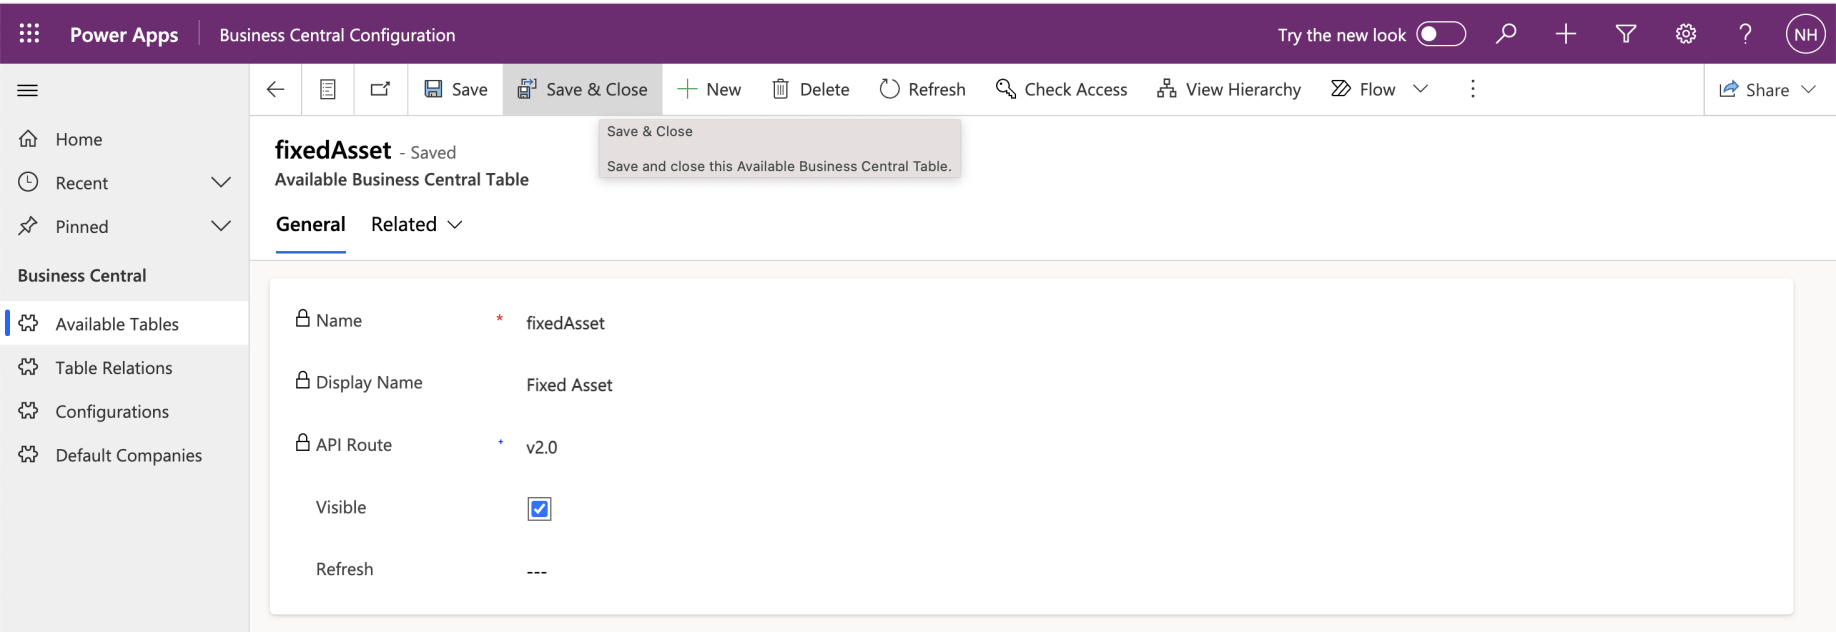 Power Apps
Business Central Configuration
Try the new look
?
NH
Save
Save & Close
New
Delete
Refresh
Check Access
View Hierarchy
Flow
Share
Home
Recent
Pinned
Business Central
Available Tables
Table Relations
Configurations
Default Companies
fixedAsset - Saved
Available Business Central Table
Save & Close
Save and close this Available Business Central Table.
General
Related
Name * fixedAsset
Display Name Fixed Asset
API Route + v2.0
Visible
Refresh ---